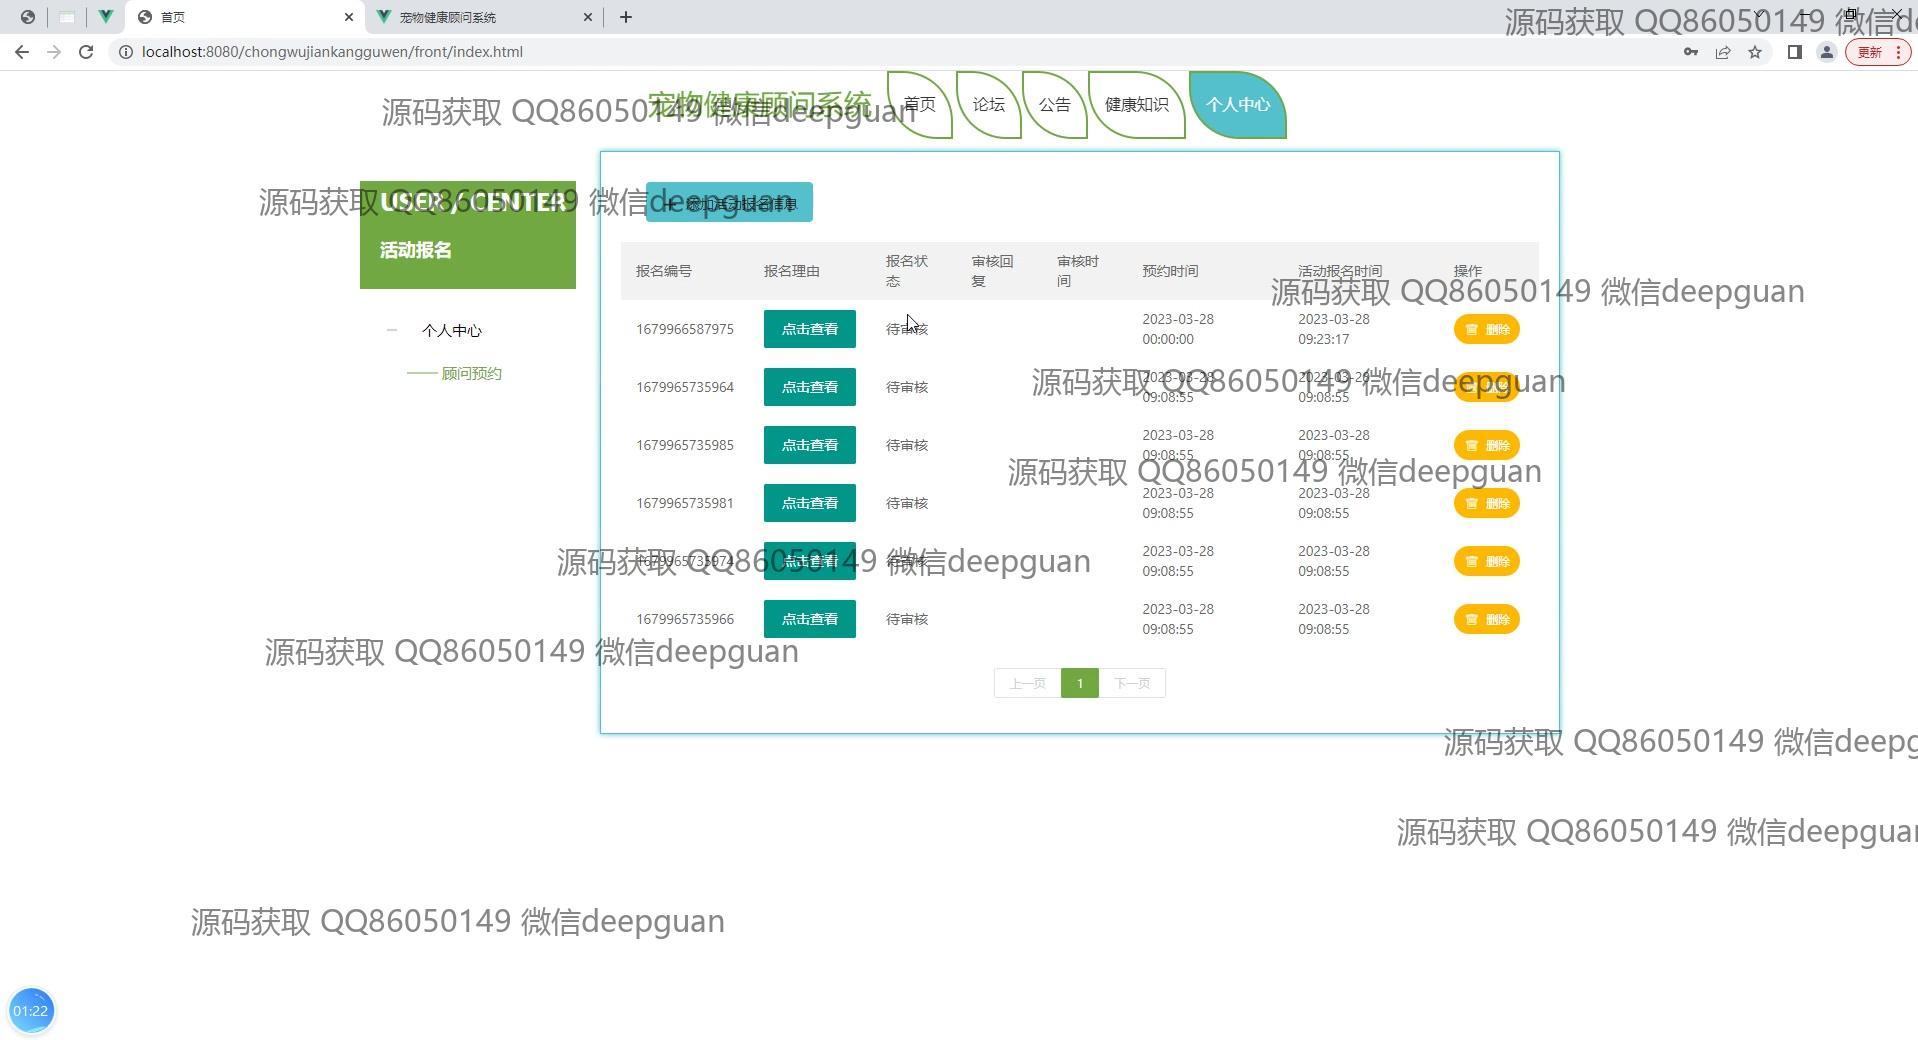 首页
宠物健康顾问系统
源码获取 QQ86050149 微信deep
localhost:8080/chongwujiankangguwen/front/index.html
更新
宠物健康顾问系统
首页
论坛
公告
健康知识
个人中心
源码获取 QQ86050149 微信deepguan
USER / CENTER
源码获取 QQ86050149 微信deepguan
添加活动报名信息
活动报名
报名编号
报名理由
报名状态
审核回复
审核时间
预约时间
活动报名时间
操作
源码获取 QQ86050149 微信deepguan
个人中心
顾问预约
1679966587975 点击查看 待审核 2023-03-28 00:00:00 2023-03-28 09:23:17 删除
1679965735964 点击查看 待审核 2023-03-28 09:08:55 2023-03-28 09:08:55 删除
源码获取 QQ86050149 微信deepguan
1679965735985 点击查看 待审核 2023-03-28 09:08:55 2023-03-28 09:08:55 删除
源码获取 QQ86050149 微信deepguan
1679965735981 点击查看 待审核 2023-03-28 09:08:55 2023-03-28 09:08:55 删除
1679965735974 点击查看 待审核 2023-03-28 09:08:55 2023-03-28 09:08:55 删除
源码获取 QQ86050149 微信deepguan
1679965735966 点击查看 待审核 2023-03-28 09:08:55 2023-03-28 09:08:55 删除
源码获取 QQ86050149 微信deepguan
上一页 1 下一页
源码获取 QQ86050149 微信deepg
源码获取 QQ86050149 微信deepguan
源码获取 QQ86050149 微信deepguan
01:22